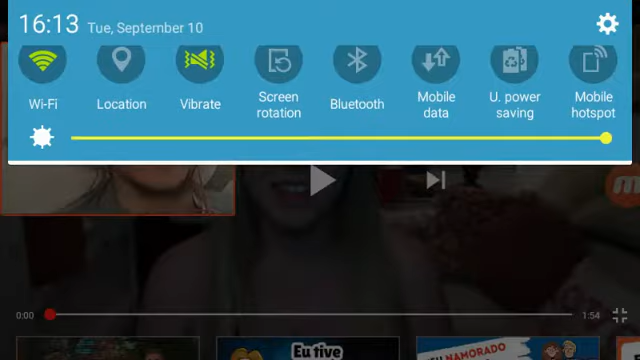 16:13 Tue, September 10
Wi-Fi
Location
Vibrate
Screen
rotation
Bluetooth
Mobile
data
U. power
saving
Mobile
hotspot
0:00
1:54
Eu tive
NAMORADO